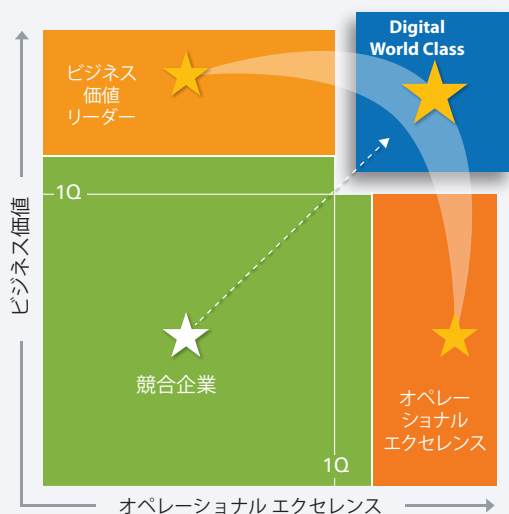 Digital
World Class
ビジネス
価値
リーダー
1Q
ビジネス価値
競合企業
オペレー
ショナル
エクセレンス
1Q
オペレーショナル エクセレンス